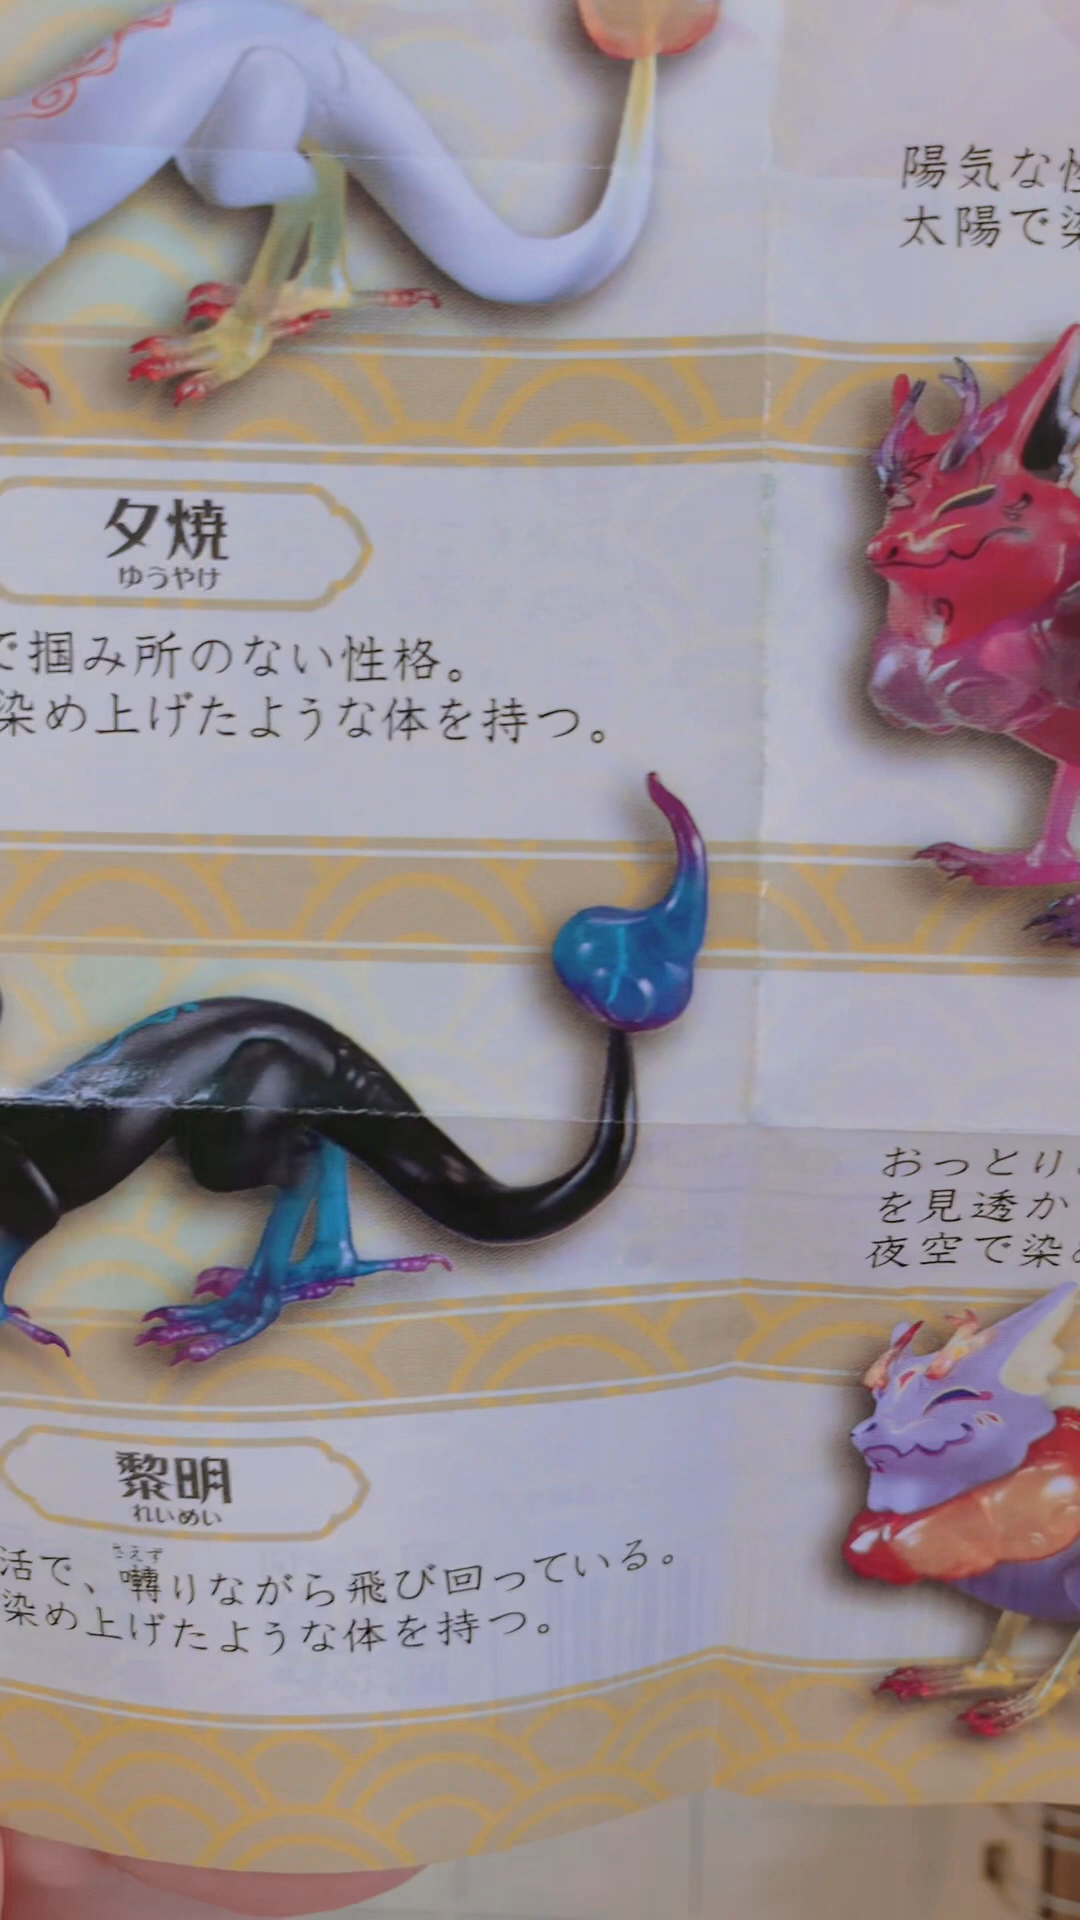 陽気な性
太陽で染
夕焼
ゆうやけ
で掴み所のない性格。
染め上げたような体を持つ。
おっとり
を見透か
夜空で染め
黎明
れいめい
さえず
活で、囀りながら飛び回っている。
染め上げたような体を持つ。